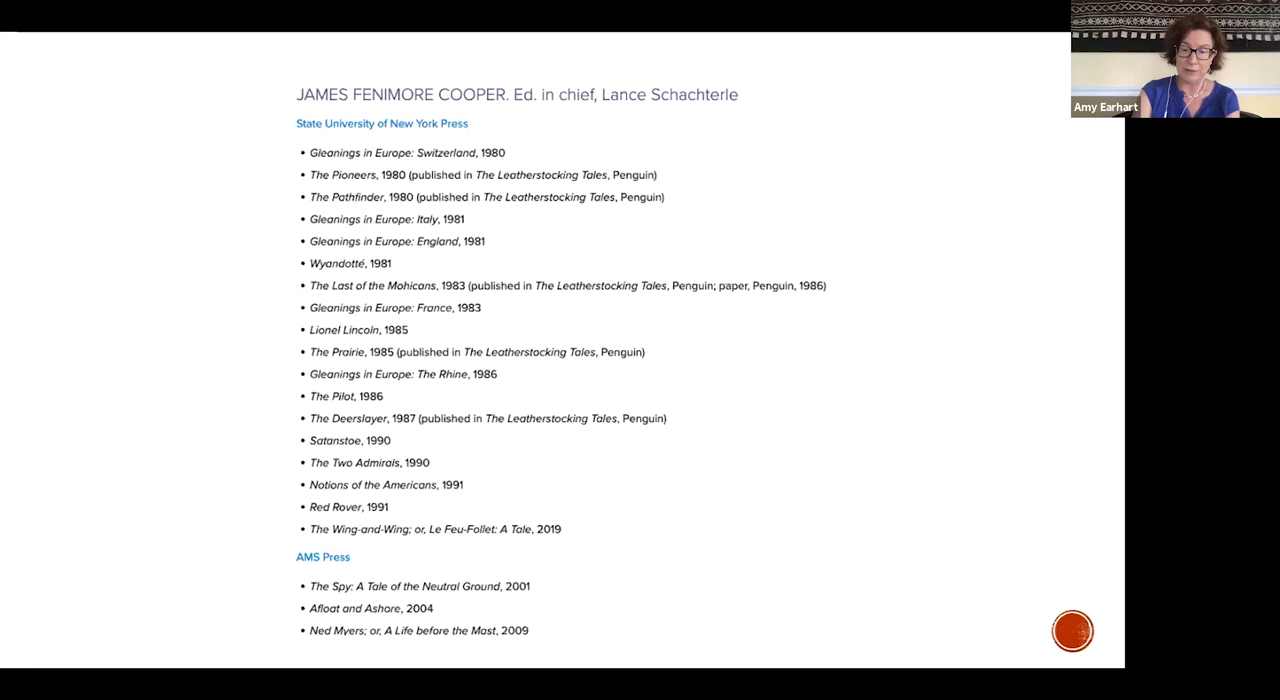 JAMES FENIMORE COOPER. Ed. in chief, Lance Schachterle
State University of New York Press
• Gleanings in Europe: Switzerland, 1980
• The Pioneers, 1980 (published in The Leatherstocking Tales, Penguin)
• The Pathfinder, 1980 (published in The Leatherstocking Tales, Penguin)
• Gleanings in Europe: Italy, 1981
• Gleanings in Europe: England, 1981
• Wyandotté, 1981
• The Last of the Mohicans, 1983 (published in The Leatherstocking Tales, Penguin; paper, Penguin, 1986)
• Gleanings in Europe: France, 1983
• Lionel Lincoln, 1985
• The Prairie, 1985 (published in The Leatherstocking Tales, Penguin)
• Gleanings in Europe: The Rhine, 1986
• The Pilot, 1986
• The Deerslayer, 1987 (published in The Leatherstocking Tales, Penguin)
• Satanstoe, 1990
• The Two Admirals, 1990
• Notions of the Americans, 1991
• Red Rover, 1991
• The Wing-and-Wing; or, Le Feu-Follet: A Tale, 2019
AMS Press
• The Spy: A Tale of the Neutral Ground, 2001
• Afloat and Ashore, 2004
• Ned Myers; or, A Life before the Mast, 2009
Amy Earhart